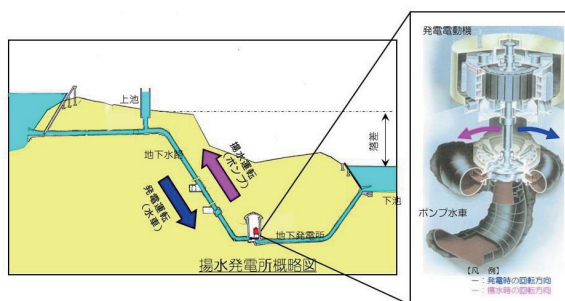 上池
地下水路
揚水運転
(ポンプ)
発電運転
(水車)
落差
下池
地下発電所
揚水発電所概略図
発電電動機
ポンプ水車
【凡 例】
ー:発電時の回転方向
ー:揚水時の回転方向